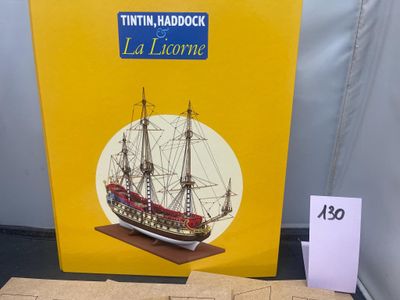 TINTIN, HADDOCK
&
La Licorne
130